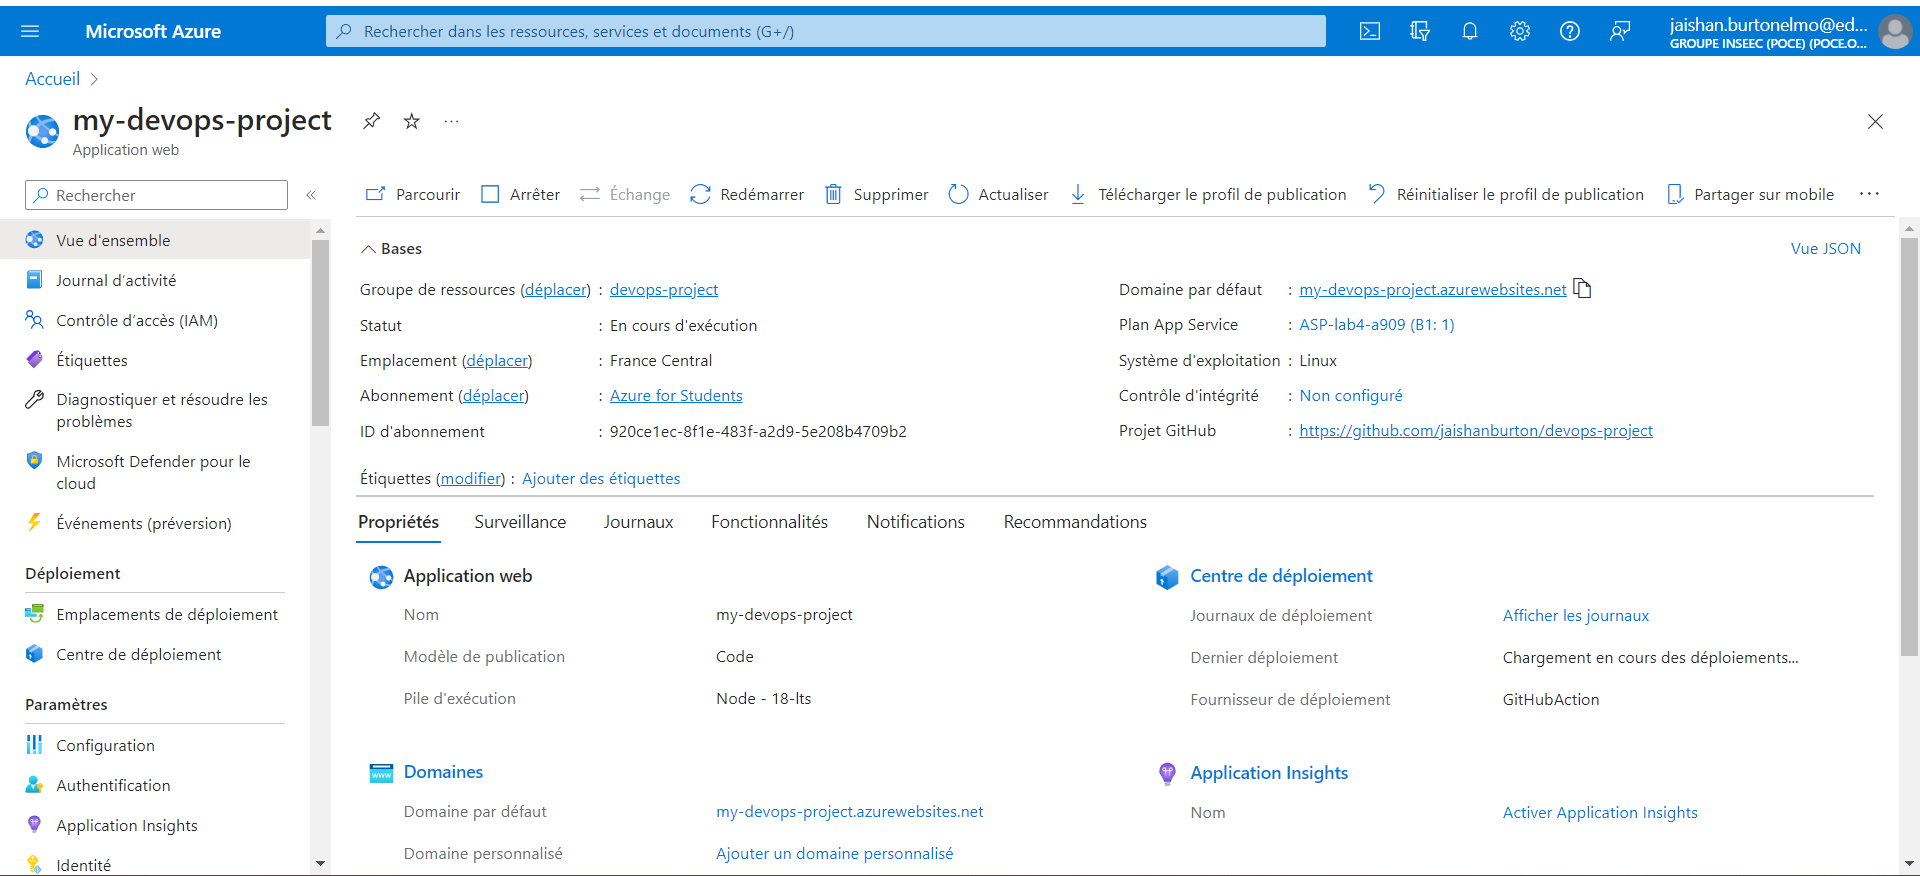 Microsoft Azure
Rechercher dans les ressources, services et documents (G+/)
jaishan.burtonelmo@ed...
GROUPE INSEEC (POCE) (POCE.O...
Accueil
my-devops-project
...
Application web
Rechercher
Parcourir
Arrêter
Échange
Redémarrer
Supprimer
Actualiser
Télécharger le profil de publication
Réinitialiser le profil de publication
Partager sur mobile
...
Vue d'ensemble
Journal d'activité
Contrôle d'accès (IAM)
Étiquettes
Diagnostiquer et résoudre les
problèmes
Microsoft Defender pour le
cloud
Événements (préversion)
Déploiement
Emplacements de déploiement
Centre de déploiement
Paramètres
Configuration
Authentification
Application Insights
Identité
Bases
Vue JSON
Groupe de ressources (déplacer) : devops-project
Statut : En cours d'exécution
Emplacement (déplacer) : France Central
Abonnement (déplacer) : Azure for Students
ID d'abonnement : 920ce1ec-8f1e-483f-a2d9-5e208b4709b2
Domaine par défaut : my-devops-project.azurewebsites.net
Plan App Service : ASP-lab4-a909 (B1: 1)
Système d'exploitation : Linux
Contrôle d'intégrité : Non configuré
Projet GitHub : https://github.com/jaishanburton/devops-project
Étiquettes (modifier) : Ajouter des étiquettes
Propriétés
Surveillance
Journaux
Fonctionnalités
Notifications
Recommandations
Application web
Nom my-devops-project
Modèle de publication Code
Pile d'exécution Node - 18-lts
Centre de déploiement
Journaux de déploiement Afficher les journaux
Dernier déploiement Chargement en cours des déploiements...
Fournisseur de déploiement GitHubAction
www
Domaines
Domaine par défaut my-devops-project.azurewebsites.net
Domaine personnalisé Ajouter un domaine personnalisé
Application Insights
Nom Activer Application Insights